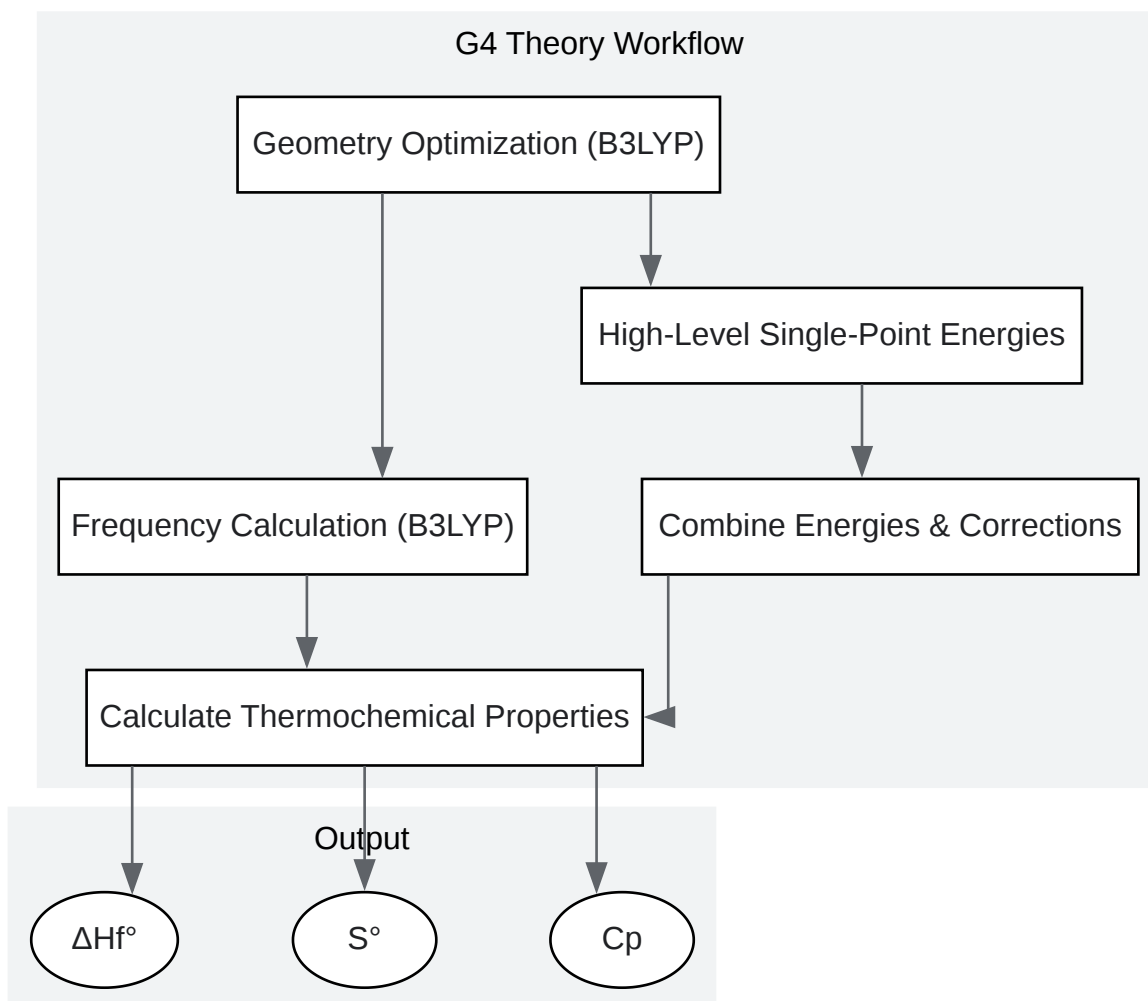 G4 Theory Workflow
Geometry Optimization (B3LYP)
High-Level Single-Point Energies
Frequency Calculation (B3LYP)
Combine Energies & Corrections
Calculate Thermochemical Properties
Output
ΔHf°
S°
Cp